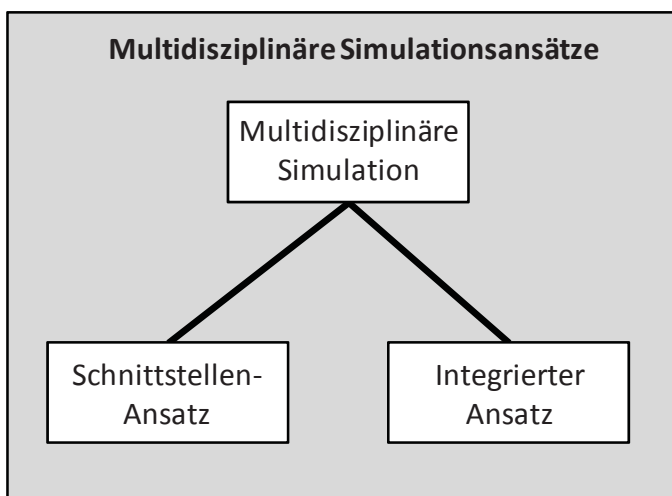 Multidisziplinäre Simulationsansätze
Multidisziplinäre
Simulation
Schnittstellen-
Ansatz
Integrierter
Ansatz